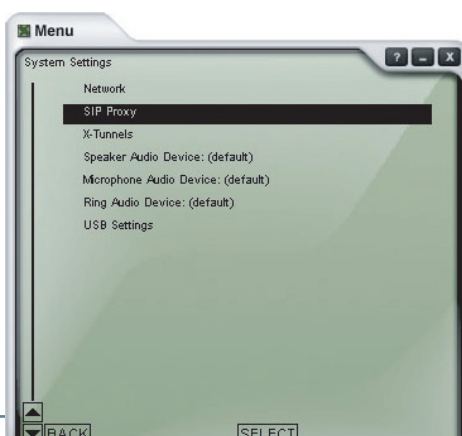 Menu
? - X
System Settings
Network
SIP Proxy
X-Tunnels
Speaker Audio Device: (default)
Microphone Audio Device: (default)
Ring Audio Device: (default)
USB Settings
BACK SELECT